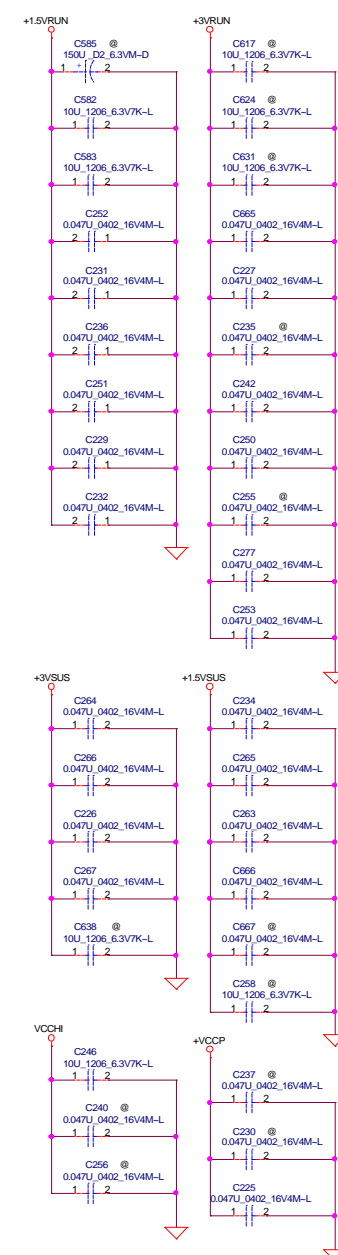 +1.5VRUN
C585 @
150U_D2_6.3VM-D
1 + 2
C582
10U_1206_6.3V7K-L
1 2
C583
10U_1206_6.3V7K-L
1 2
C252
0.047U_0402_16V4M-L
2 1
C231
0.047U_0402_16V4M-L
2 1
C236
0.047U_0402_16V4M-L
2 1
C251
0.047U_0402_16V4M-L
2 1
C229
0.047U_0402_16V4M-L
2 1
C232
0.047U_0402_16V4M-L
2 1
+3VRUN
C617 @
10U_1206_6.3V7K-L
1 2
C624 @
10U_1206_6.3V7K-L
1 2
C631 @
10U_1206_6.3V7K-L
1 2
C665
0.047U_0402_16V4M-L
1 2
C227
0.047U_0402_16V4M-L
1 2
C235 @
0.047U_0402_16V4M-L
1 2
C242
0.047U_0402_16V4M-L
1 2
C250
0.047U_0402_16V4M-L
1 2
C255 @
0.047U_0402_16V4M-L
1 2
C277
0.047U_0402_16V4M-L
1 2
C253
0.047U_0402_16V4M-L
1 2
+3VSUS
C264
0.047U_0402_16V4M-L
1 2
C266
0.047U_0402_16V4M-L
1 2
C226
0.047U_0402_16V4M-L
1 2
C267
0.047U_0402_16V4M-L
1 2
C638 @
10U_1206_6.3V7K-L
1 2
+1.5VSUS
C234
0.047U_0402_16V4M-L
1 2
C265
0.047U_0402_16V4M-L
1 2
C263
0.047U_0402_16V4M-L
1 2
C666
0.047U_0402_16V4M-L
1 2
C667 @
0.047U_0402_16V4M-L
1 2
C258 @
10U_1206_6.3V7K-L
1 2
VCCHI
C246
10U_1206_6.3V7K-L
1 2
C240 @
0.047U_0402_16V4M-L
1 2
C256 @
0.047U_0402_16V4M-L
1 2
+VCCP
C237 @
0.047U_0402_16V4M-L
1 2
C230 @
0.047U_0402_16V4M-L
1 2
C225
0.047U_0402_16V4M-L
1 2